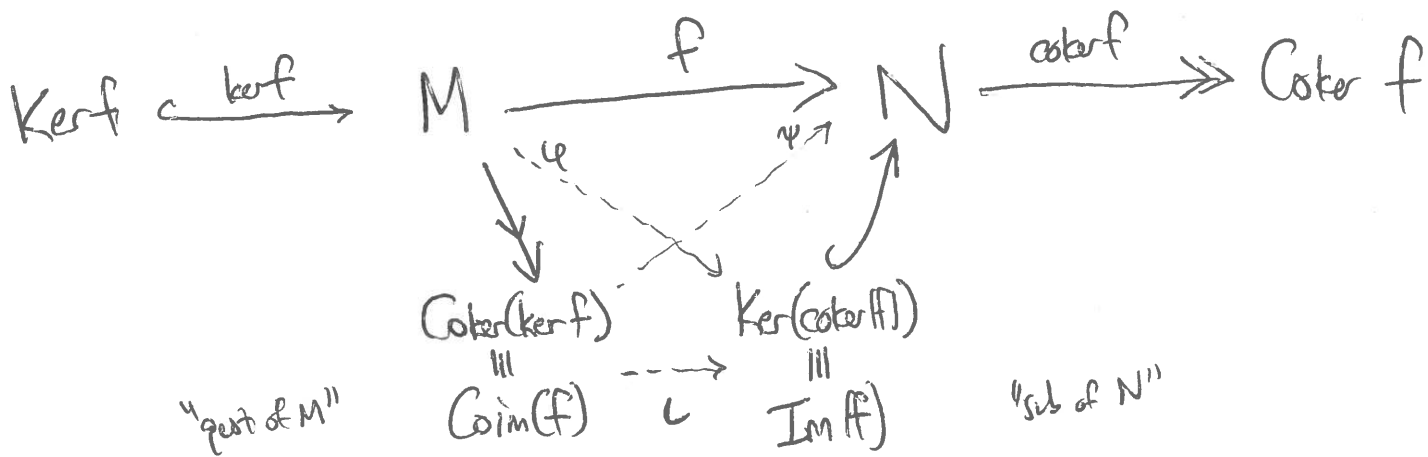 f
Ker f ker f M N coker f Coker f
φ ψ
Coker(ker f) Ker(coker f)
≡ ≡
"quot of M" Coim(f) ι Im(f) "sub of N"